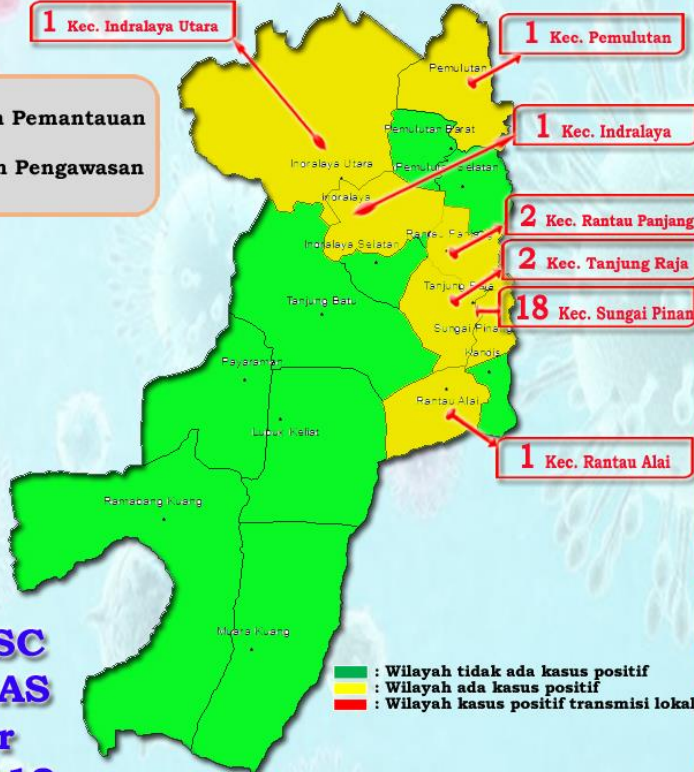 1 Kec. Indralaya Utara
1 Kec. Pemulutan
Pemulutan
Pemantauan
Pengawasan
Pemulutan Barat
1 Kec. Indralaya
Indralaya Utara
Pemulutan Selatan
Indralaya
2 Kec. Rantau Panjang
Indralaya Selatan
2 Kec. Tanjung Raja
Tanjung Raja
Tanjung Batu
18 Kec. Sungai Pinan
Sungai Pinang
Kandis
Payaraman
Rantau Alai
Lubuk Keliat
1 Kec. Rantau Alai
Rambang Kuang
Muara Kuang
SC
AS
r
: Wilayah tidak ada kasus positif
: Wilayah ada kasus positif
: Wilayah kasus positif transmisi lokal